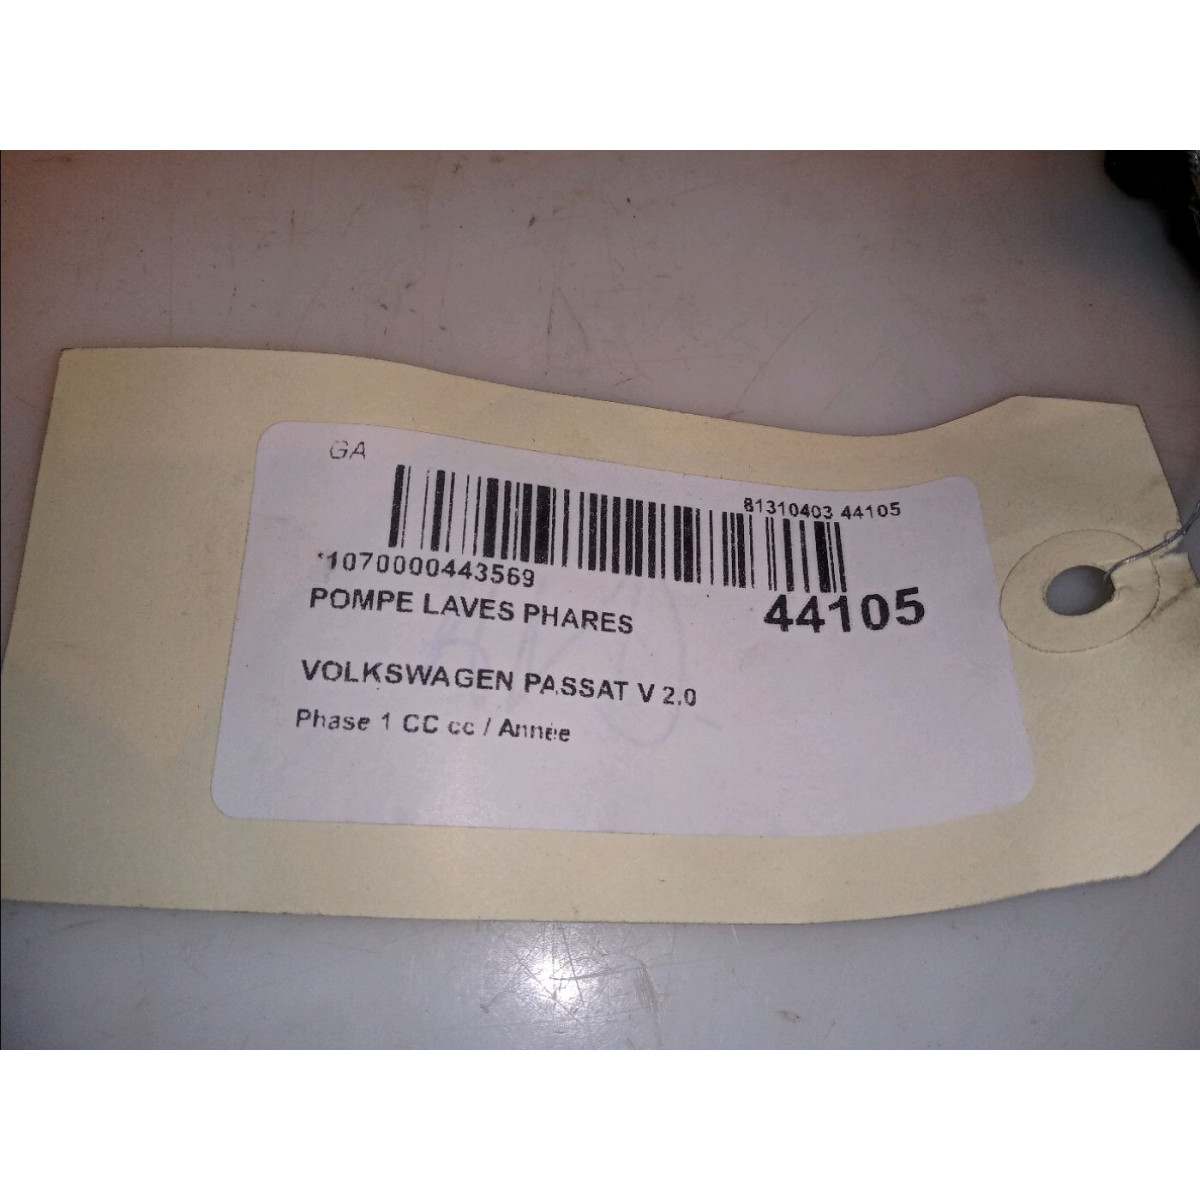 GA
81310403 44105
*1070000443569
POMPE LAVES PHARES
44105
VOLKSWAGEN PASSAT V 2.0
Phase 1 CC cc / Année